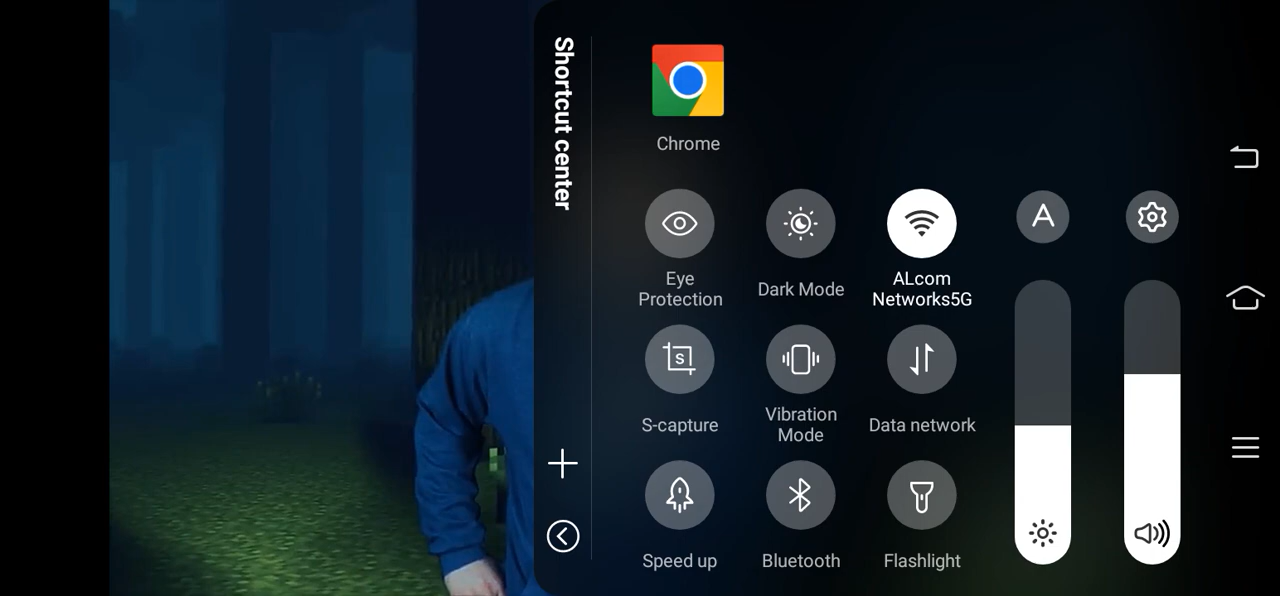 Shortcut center
Chrome
Eye
Protection
Dark Mode
ALcom
Networks5G
A
S
S-capture
Vibration
Mode
Data network
Speed up
Bluetooth
Flashlight